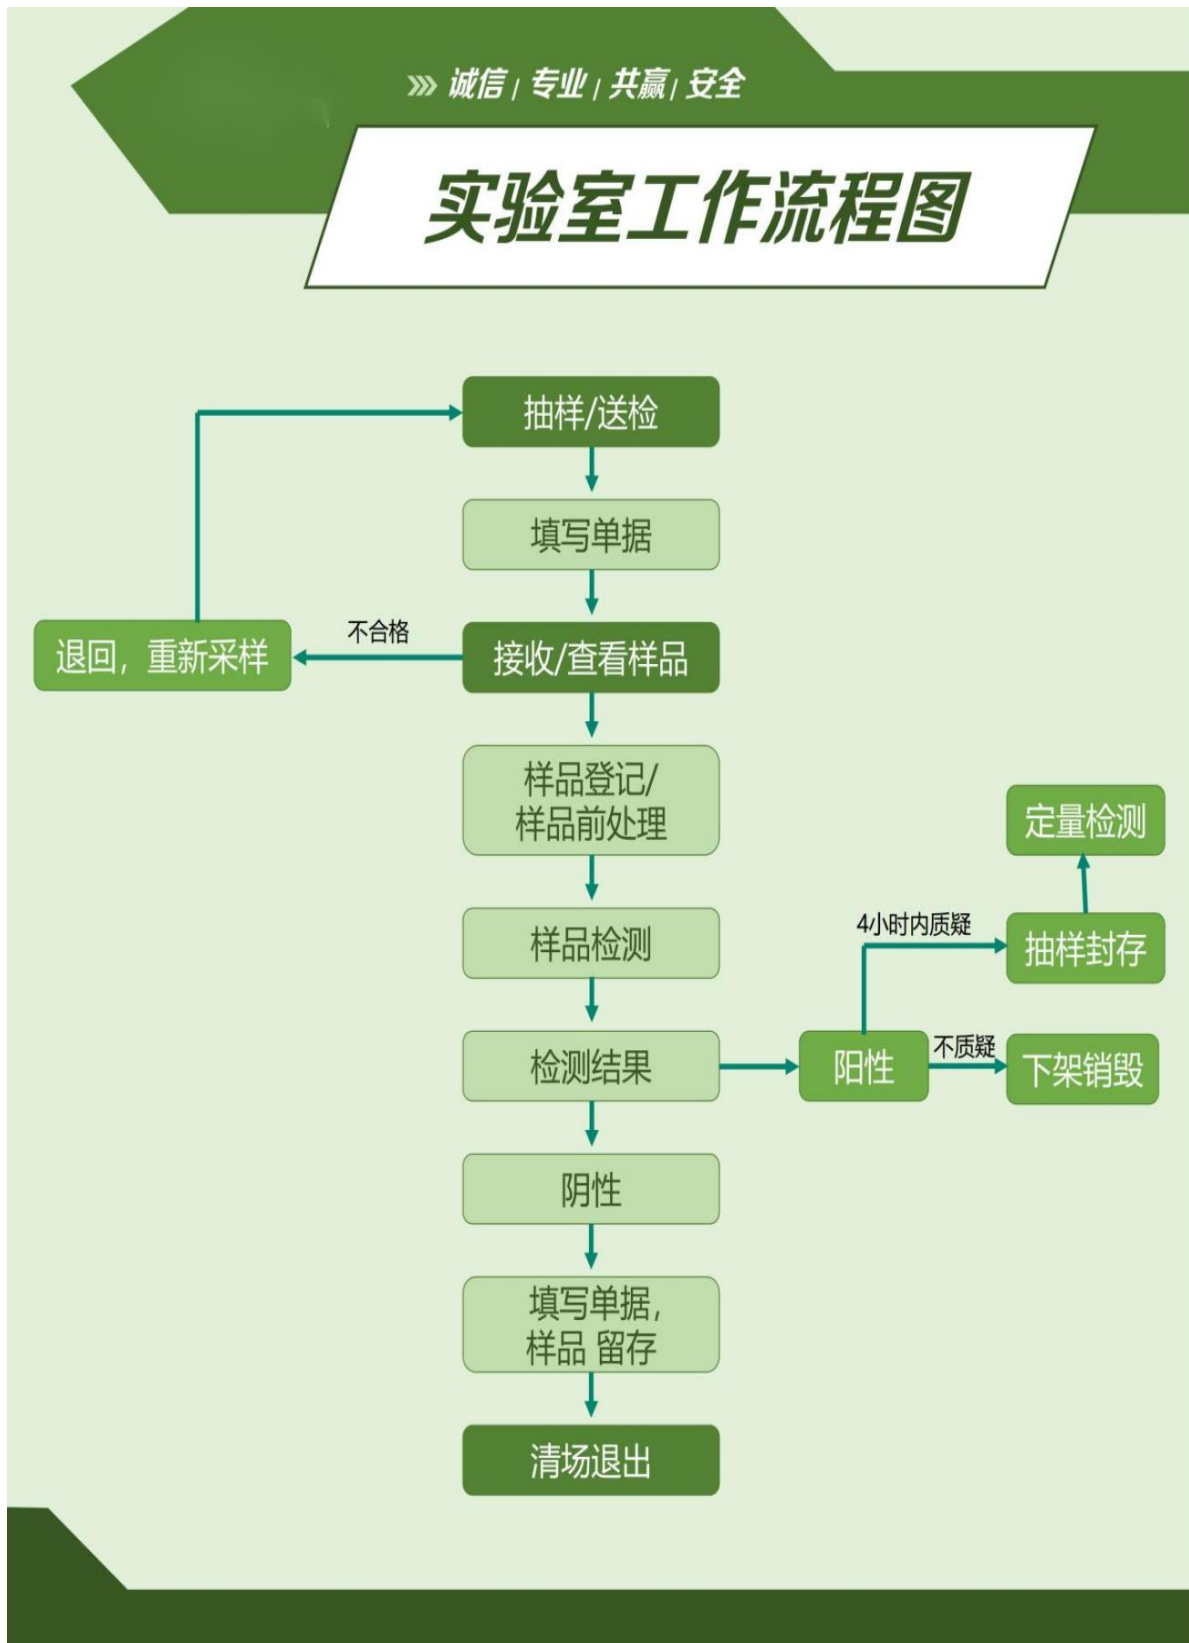 诚信 | 专业 | 共赢 | 安全
实验室工作流程图
抽样/送检
填写单据
不合格
退回，重新采样
接收/查看样品
样品登记/
样品前处理
定量检测
4小时内质疑
样品检测
抽样封存
检测结果
阳性
不质疑
下架销毁
阴性
填写单据，
样品 留存
清场退出